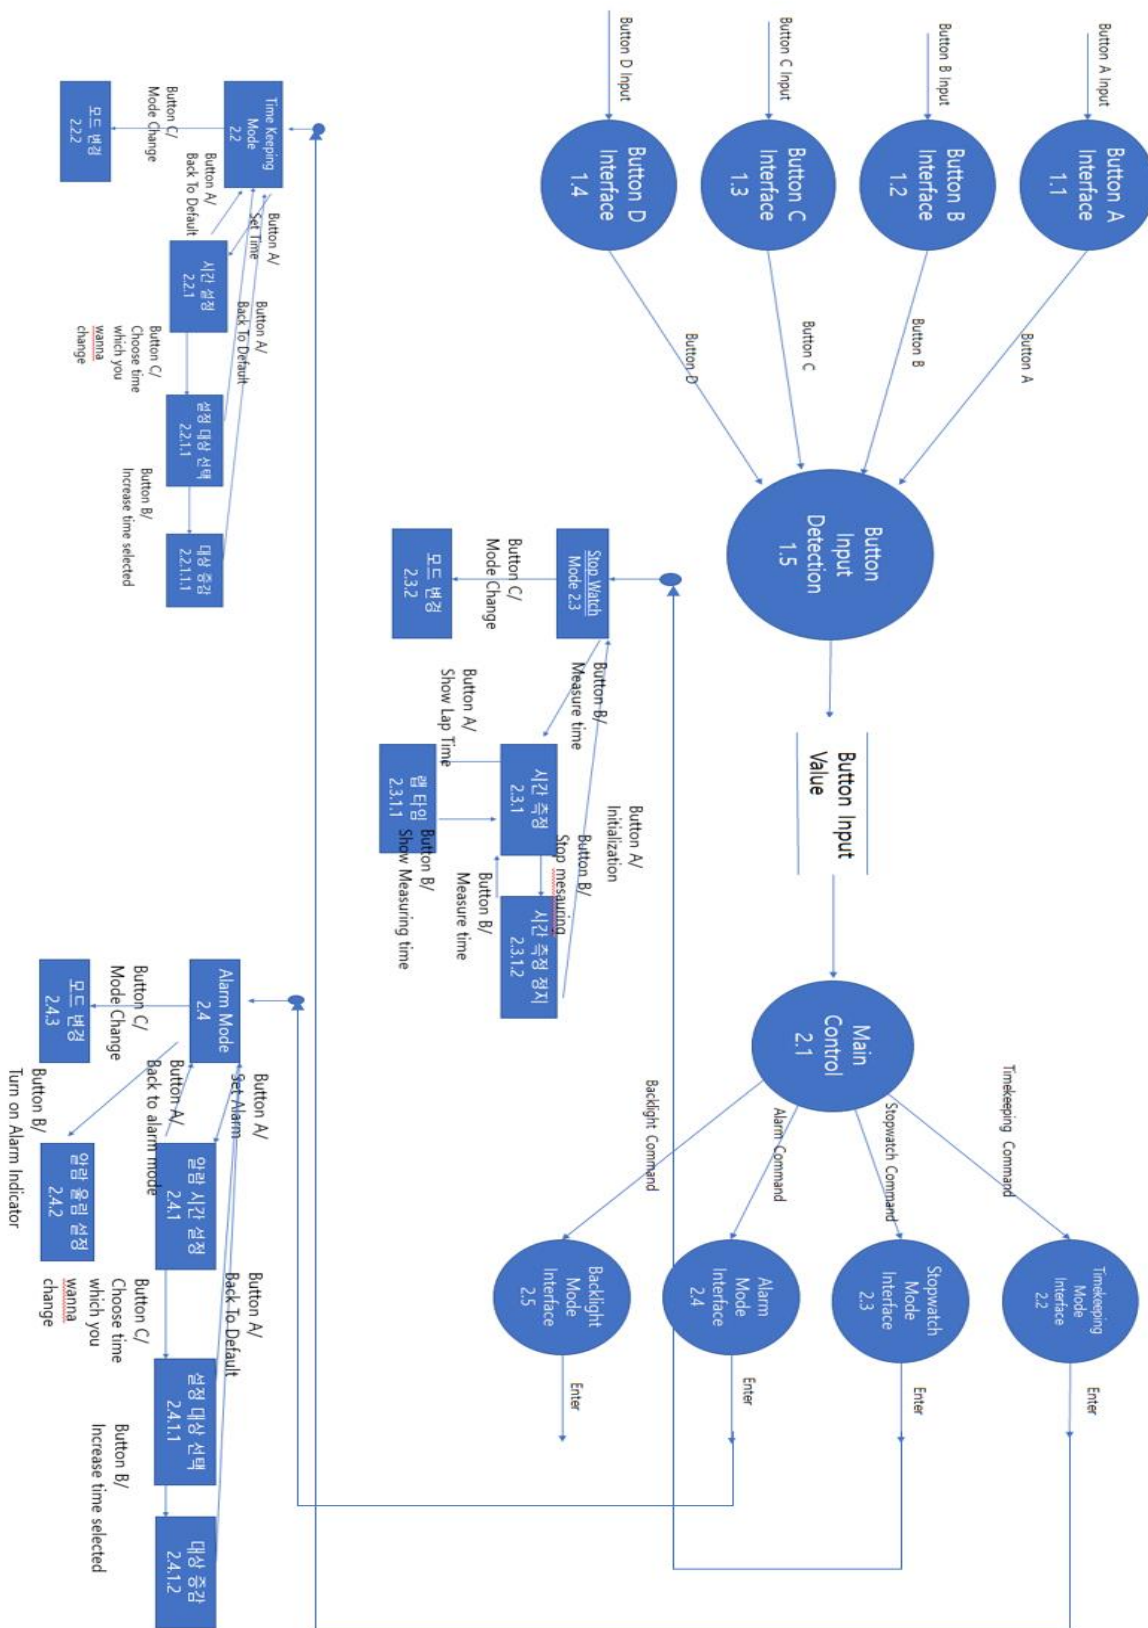 Button A Input
Button A
Interface
1.1
Button A
Button B Input
Button B
Interface
1.2
Button B
Button C Input
Button C
Interface
1.3
Button C
Button D Input
Button D
Interface
1.4
Button D
Button
Input
Detection
1.5
Button Input
Value
Main
Control
2.1
Timekeeping Command
Stopwatch Command
Alarm Command
Backlight Command
Timekeeping
Mode
Interface
2.2
Enter
Stopwatch
Mode
Interface
2.3
Enter
Alarm
Mode
Interface
2.4
Enter
Backlight
Mode
Interface
2.5
Enter
Stop Watch
Mode 2.3
Button C/
Mode Change
모드 변경
2.3.2
Button B/
Measure time
시간 측정
2.3.1
Button A/
Show Lap Time
랩 타임
2.3.1.1
Button B/
Show Measuring time
Button A/
Initialization
Button B/
Stop mesauring
Button B/
Measure time
시간 측정 정지
2.3.1.2
Time Keeping
Mode
2.2
Button C/
Mode Change
모드 변경
2.2.2
Button A/
Set Time
Button A/
Back To Default
시간 설정
2.2.1
Button A/
Back To Default
Button C/
Choose time
which you
wanna
change
설정 대상 선택
2.2.1.1
Button B/
Increase time selected
대상 증감
2.2.1.1.1
Alarm Mode
2.4
Button C/
Mode Change
모드 변경
2.4.3
Button A/
Set Alarm
Button A/
Back to alarm mode
Button B/
Turn on Alarm Indicator
알람 시간 설정
2.4.1
알람 울림 설정
2.4.2
Button A/
Back To Default
Button C/
Choose time
which you
wanna
change
설정 대상 선택
2.4.1.1
Button B/
Increase time selected
대상 증감
2.4.1.2